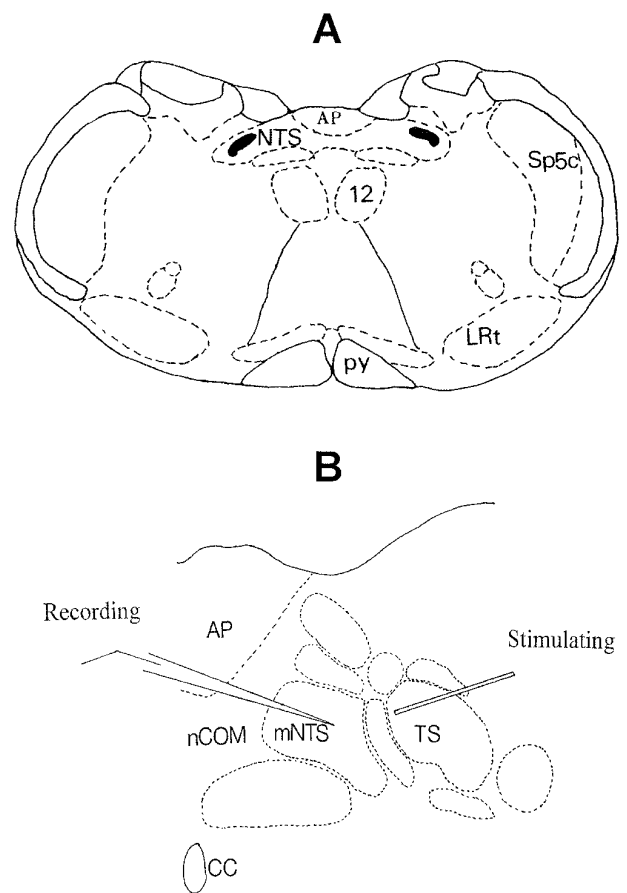 A
AP
NTS
Sp5c
12
LRt
py
B
Recording
AP
Stimulating
nCOM mNTS TS
CC